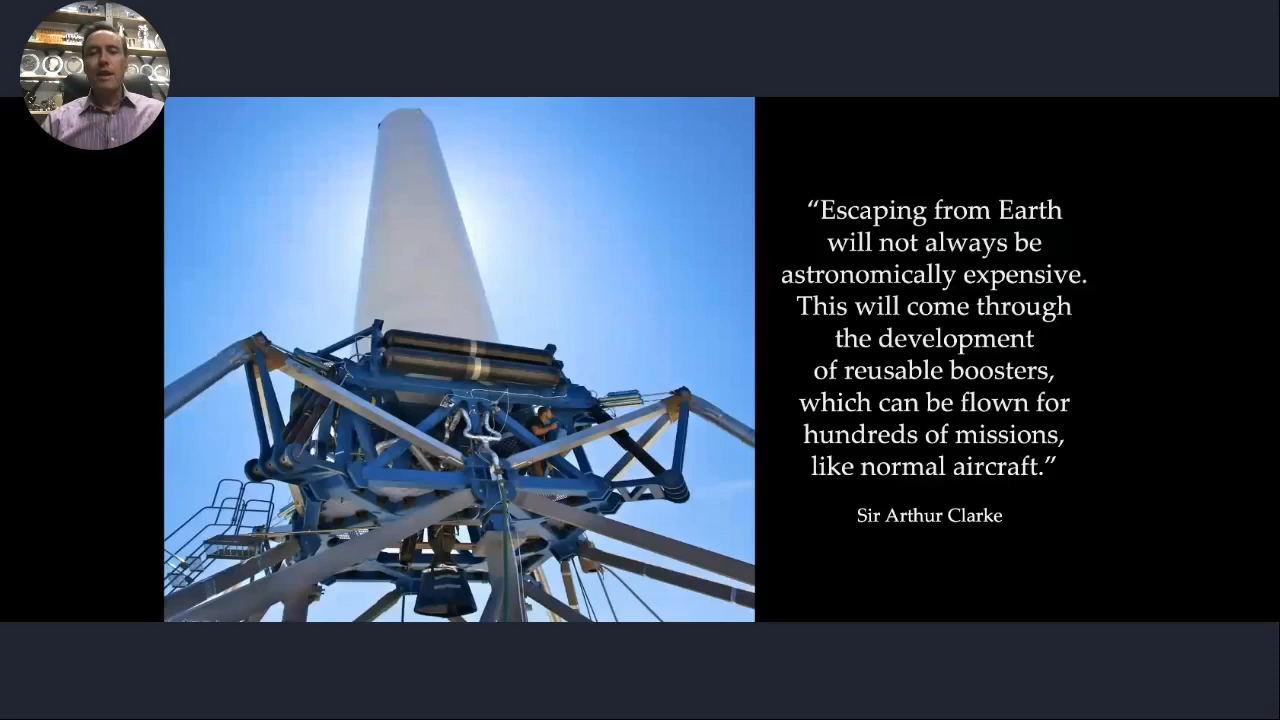 “Escaping from Earth
will not always be
astronomically expensive.
This will come through
the development
of reusable boosters,
which can be flown for
hundreds of missions,
like normal aircraft.”
Sir Arthur Clarke